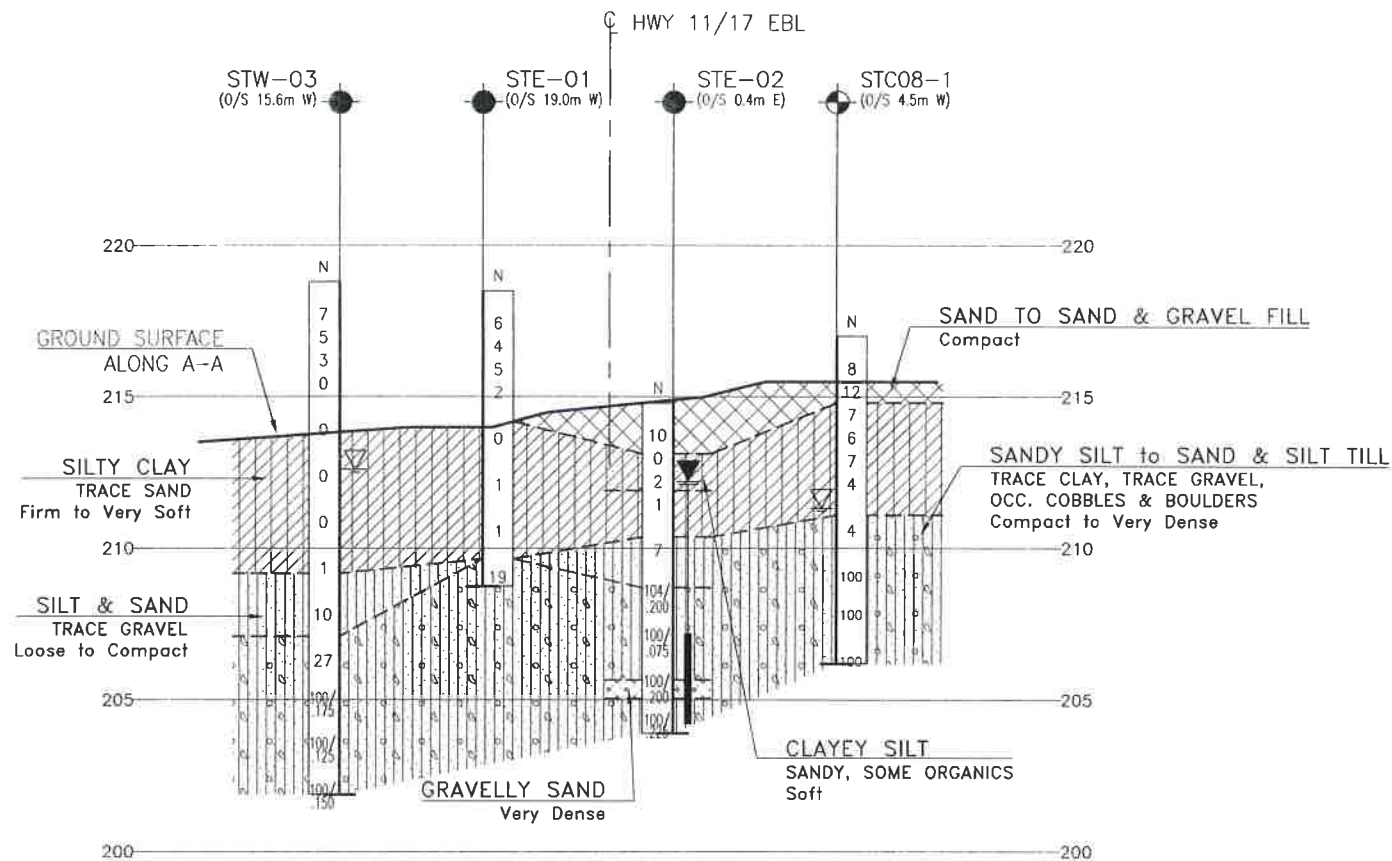 ℄ HWY 11/17 EBL
STW-03
(O/S 15.6m W)
STE-01
(O/S 19.0m W)
STE-02
(O/S 0.4m E)
STC08-1
(O/S 4.5m W)
220
220
N
7
5
3
0
0
0
0
1
10
27
100/
.175
100/
.125
100/
.150
N
6
4
5
2
0
1
1
19
N
10
0
2
1
7
104/
.200
100/
.075
100/
.200
100/
.225
N
8
12
7
6
7
4
4
100
100
100
GROUND SURFACE
ALONG A-A
SAND TO SAND & GRAVEL FILL
Compact
215
215
SILTY CLAY
TRACE SAND
Firm to Very Soft
SANDY SILT to SAND & SILT TILL
TRACE CLAY, TRACE GRAVEL,
OCC. COBBLES & BOULDERS
Compact to Very Dense
210
210
SILT & SAND
TRACE GRAVEL
Loose to Compact
205
205
CLAYEY SILT
SANDY, SOME ORGANICS
Soft
GRAVELLY SAND
Very Dense
200
200